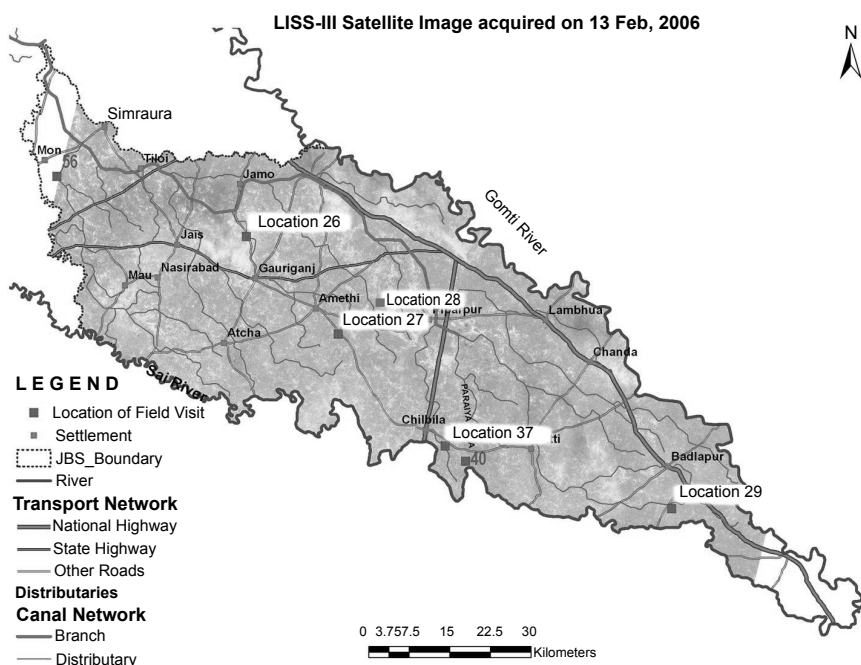 LISS-III Satellite Image acquired on 13 Feb, 2006
N
Simraura
Mon
56
Tiloi
Jamo
Gomti River
Location 26
Jais
Mau
Nasirabad
Gauriganj
Location 28
Amethi
Location 27
Lambhua
Atcha
Chanda
Sai River
Chilbila
PARAIYA
Location 37
40
Badlapur
Location 29
LEGEND
Location of Field Visit
Settlement
JBS_Boundary
River
Transport Network
National Highway
State Highway
Other Roads
Distributaries
Canal Network
Branch
Distributary
0 3.757.5 15 22.5 30
Kilometers